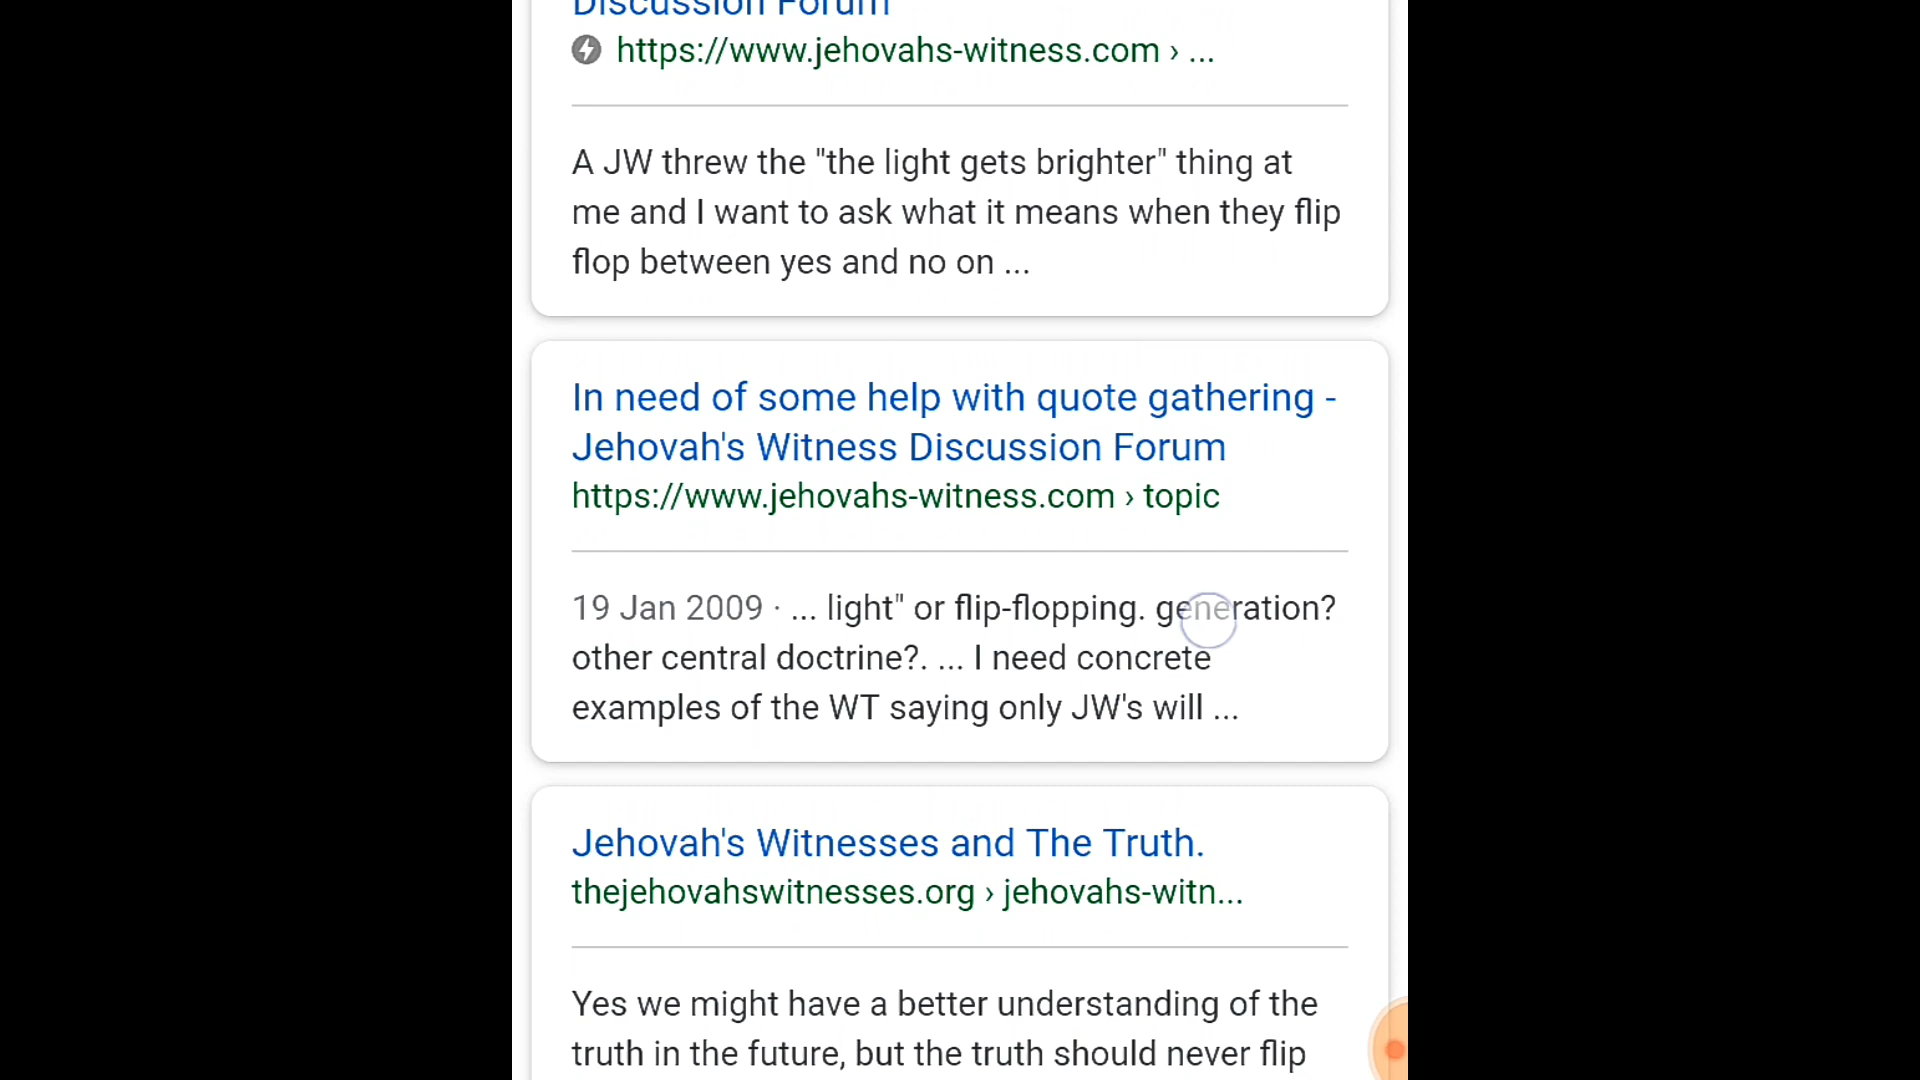 Discussion Forum
https://www.jehovahs-witness.com › ...
A JW threw the "the light gets brighter" thing at
me and I want to ask what it means when they flip
flop between yes and no on ...
In need of some help with quote gathering -
Jehovah's Witness Discussion Forum
https://www.jehovahs-witness.com › topic
19 Jan 2009 · ... light" or flip-flopping. generation?
other central doctrine?. ... I need concrete
examples of the WT saying only JW's will ...
Jehovah's Witnesses and The Truth.
thejehovahswitnesses.org › jehovahs-witn...
Yes we might have a better understanding of the
truth in the future, but the truth should never flip